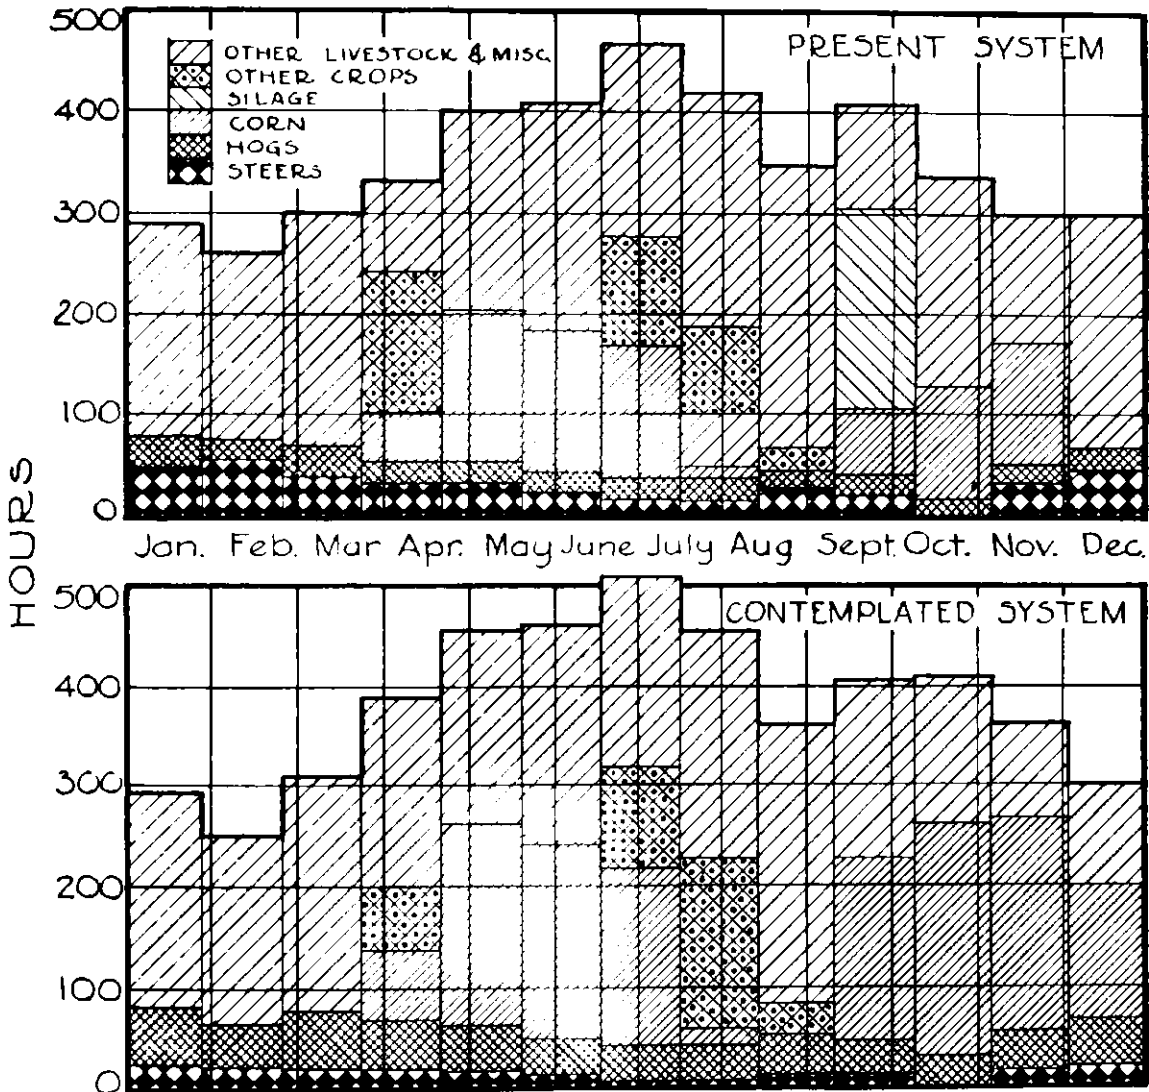 500
PRESENT SYSTEM
OTHER LIVESTOCK & MISC
OTHER CROPS
SILAGE
CORN
HOGS
STEERS
400
300
200
100
0
HOURS
Jan. Feb. Mar Apr. May June July Aug Sept. Oct. Nov. Dec.
500
CONTEMPLATED SYSTEM
400
300
200
100
0